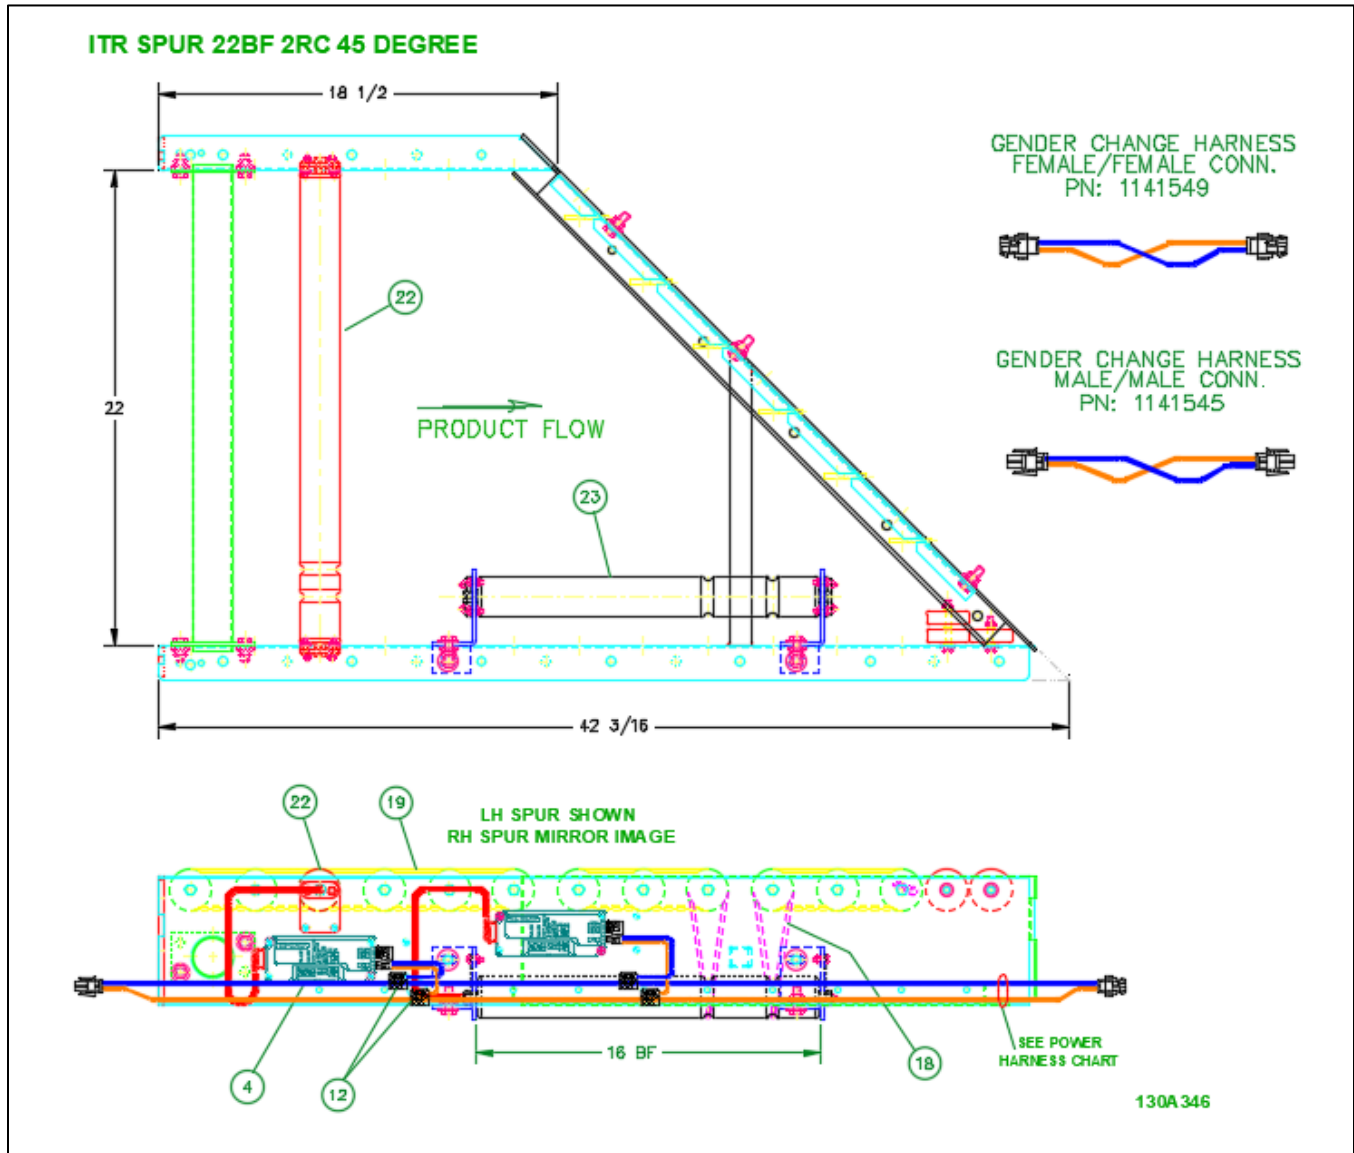 ITR SPUR 22BF 2RC 45 DEGREE
18 1/2
GENDER CHANGE HARNESS
FEMALE/FEMALE CONN.
PN: 1141549
22
GENDER CHANGE HARNESS
MALE/MALE CONN.
PN: 1141545
22
PRODUCT FLOW
23
42 3/16
22
19
LH SPUR SHOWN
RH SPUR MIRROR IMAGE
16 BF
SEE POWER
HARNESS CHART
4
12
18
130A346